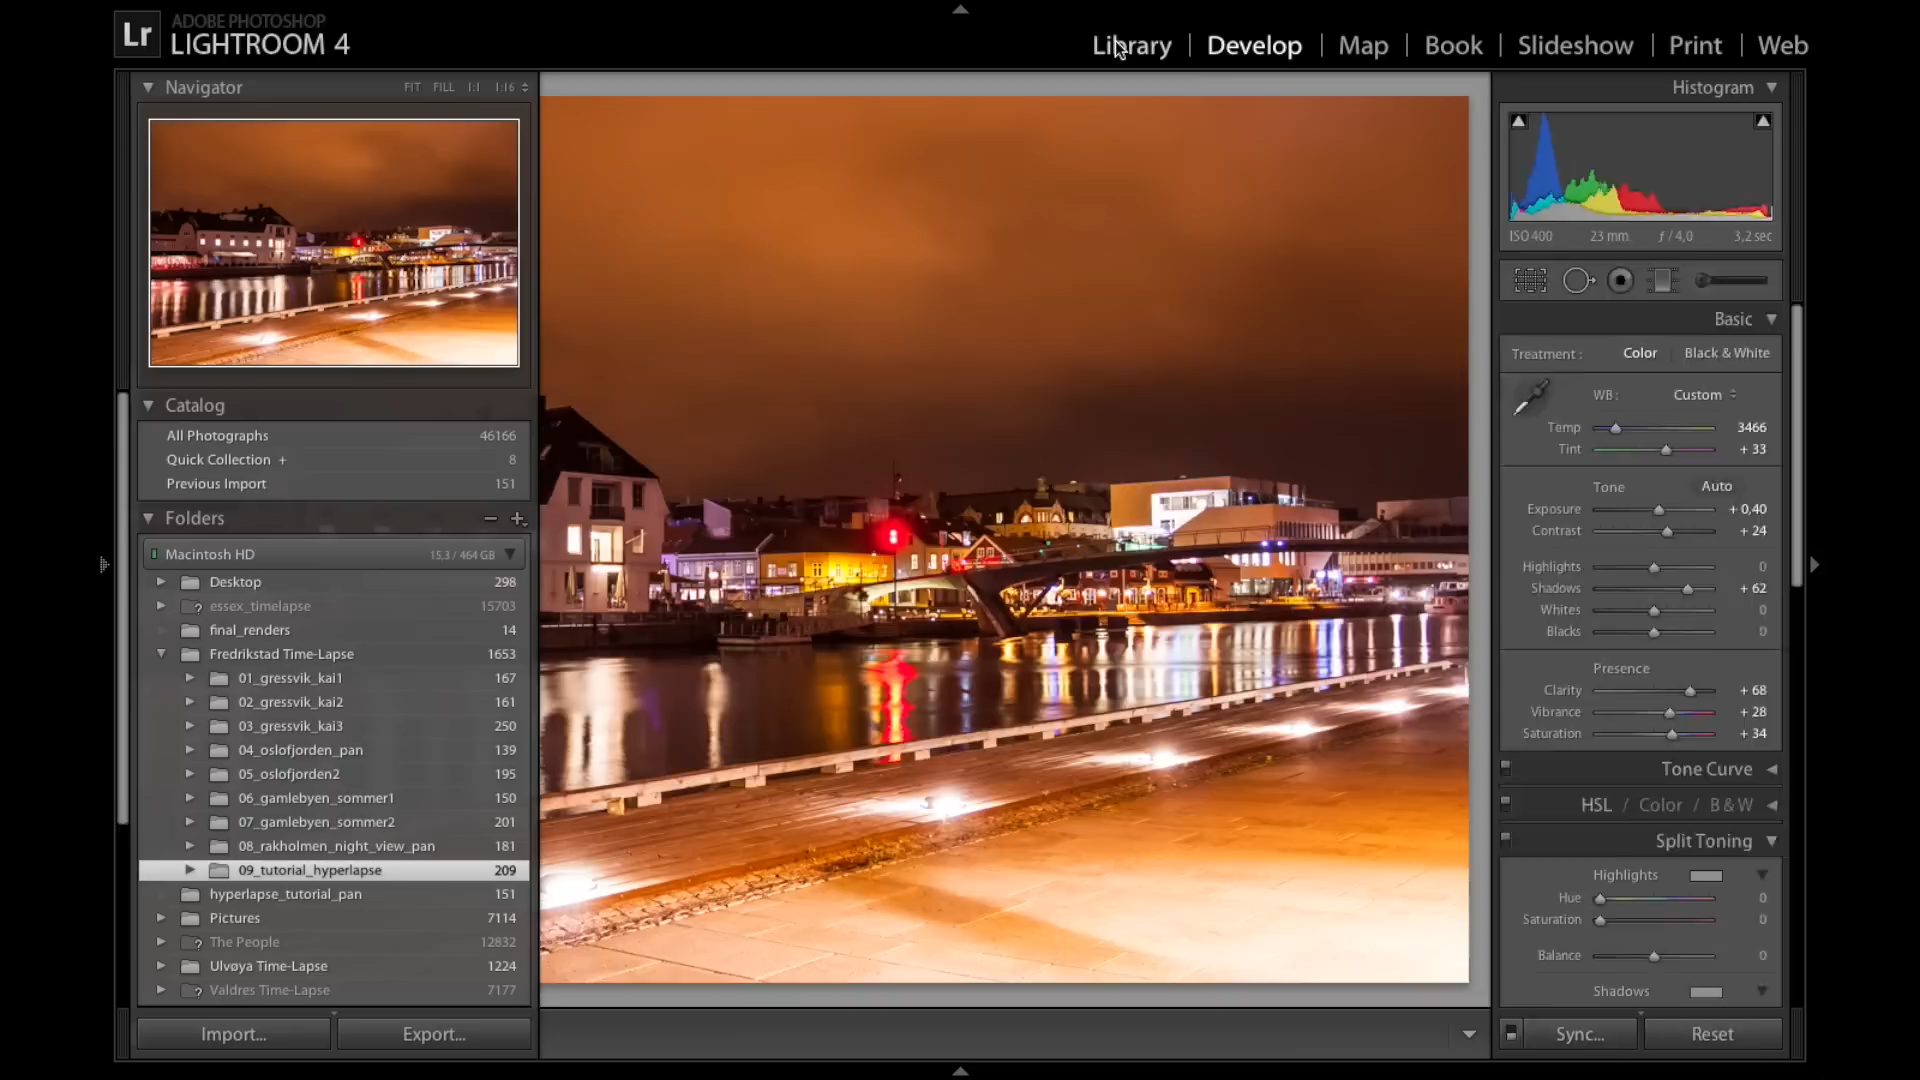 Lr ADOBE PHOTOSHOP
LIGHTROOM 4
Library | Develop | Map | Book | Slideshow | Print | Web
Navigator FIT FILL 1:1 1:16
Catalog
All Photographs 46166
Quick Collection + 8
Previous Import 151
Folders − +
Macintosh HD 15,3 / 464 GB
Desktop 298
? essex_timelapse 15703
final_renders 14
Fredrikstad Time-Lapse 1653
01_gressvik_kai1 167
02_gressvik_kai2 161
03_gressvik_kai3 250
04_oslofjorden_pan 139
05_oslofjorden2 195
06_gamlebyen_sommer1 150
07_gamlebyen_sommer2 201
08_rakholmen_night_view_pan 181
09_tutorial_hyperlapse 209
hyperlapse_tutorial_pan 151
Pictures 7114
? The People 12832
Ulvøya Time-Lapse 1224
? Valdres Time-Lapse 7177
Import... Export...
Histogram
ISO 400 23 mm ƒ / 4,0 3,2 sec
Basic
Treatment : Color | Black & White
WB : Custom
Temp 3466
Tint + 33
Tone Auto
Exposure + 0,40
Contrast + 24
Highlights 0
Shadows + 62
Whites 0
Blacks 0
Presence
Clarity + 68
Vibrance + 28
Saturation + 34
Tone Curve
HSL / Color / B & W
Split Toning
Highlights
Hue 0
Saturation 0
Balance 0
Shadows
Sync... Reset